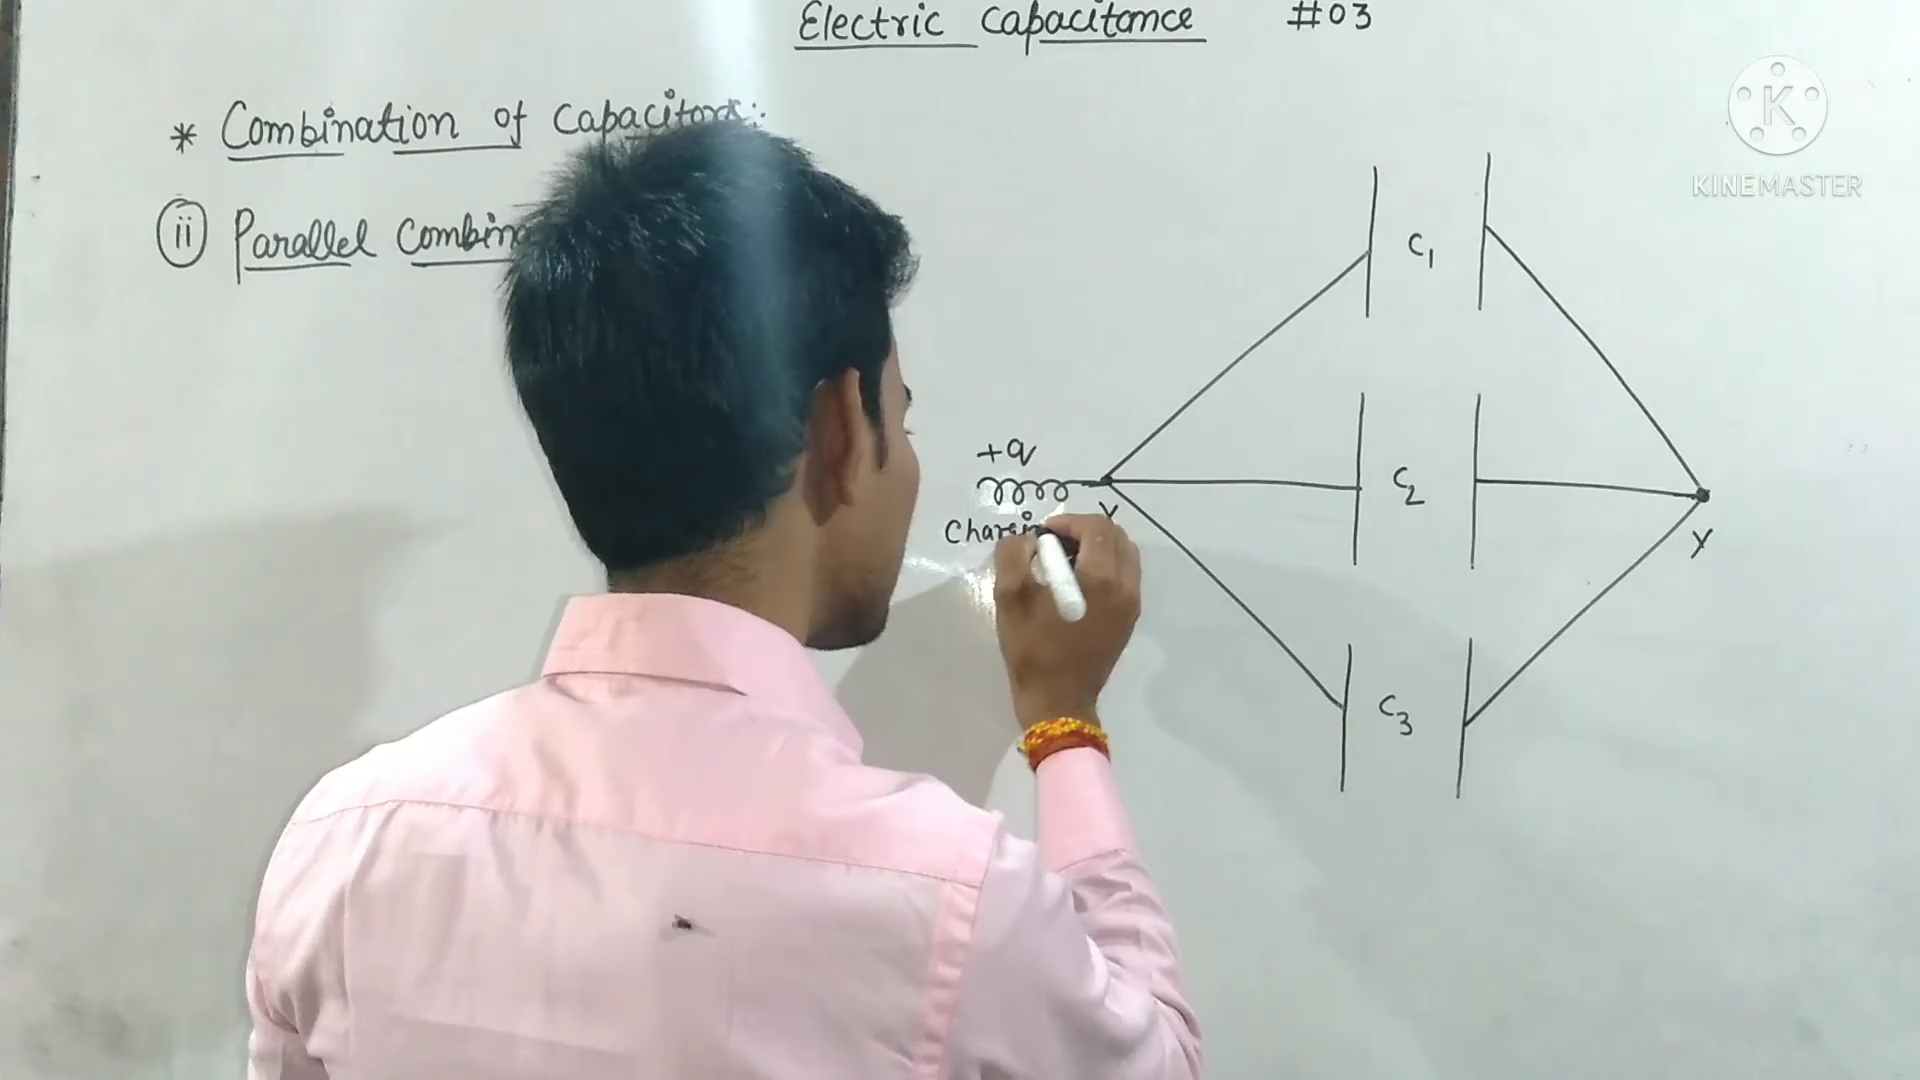 Electric Capacitance #03
* Combination of Capacitors:
(ii) Parallel
KINEMASTER
K
C₁
+q
C₂
C₃
Y